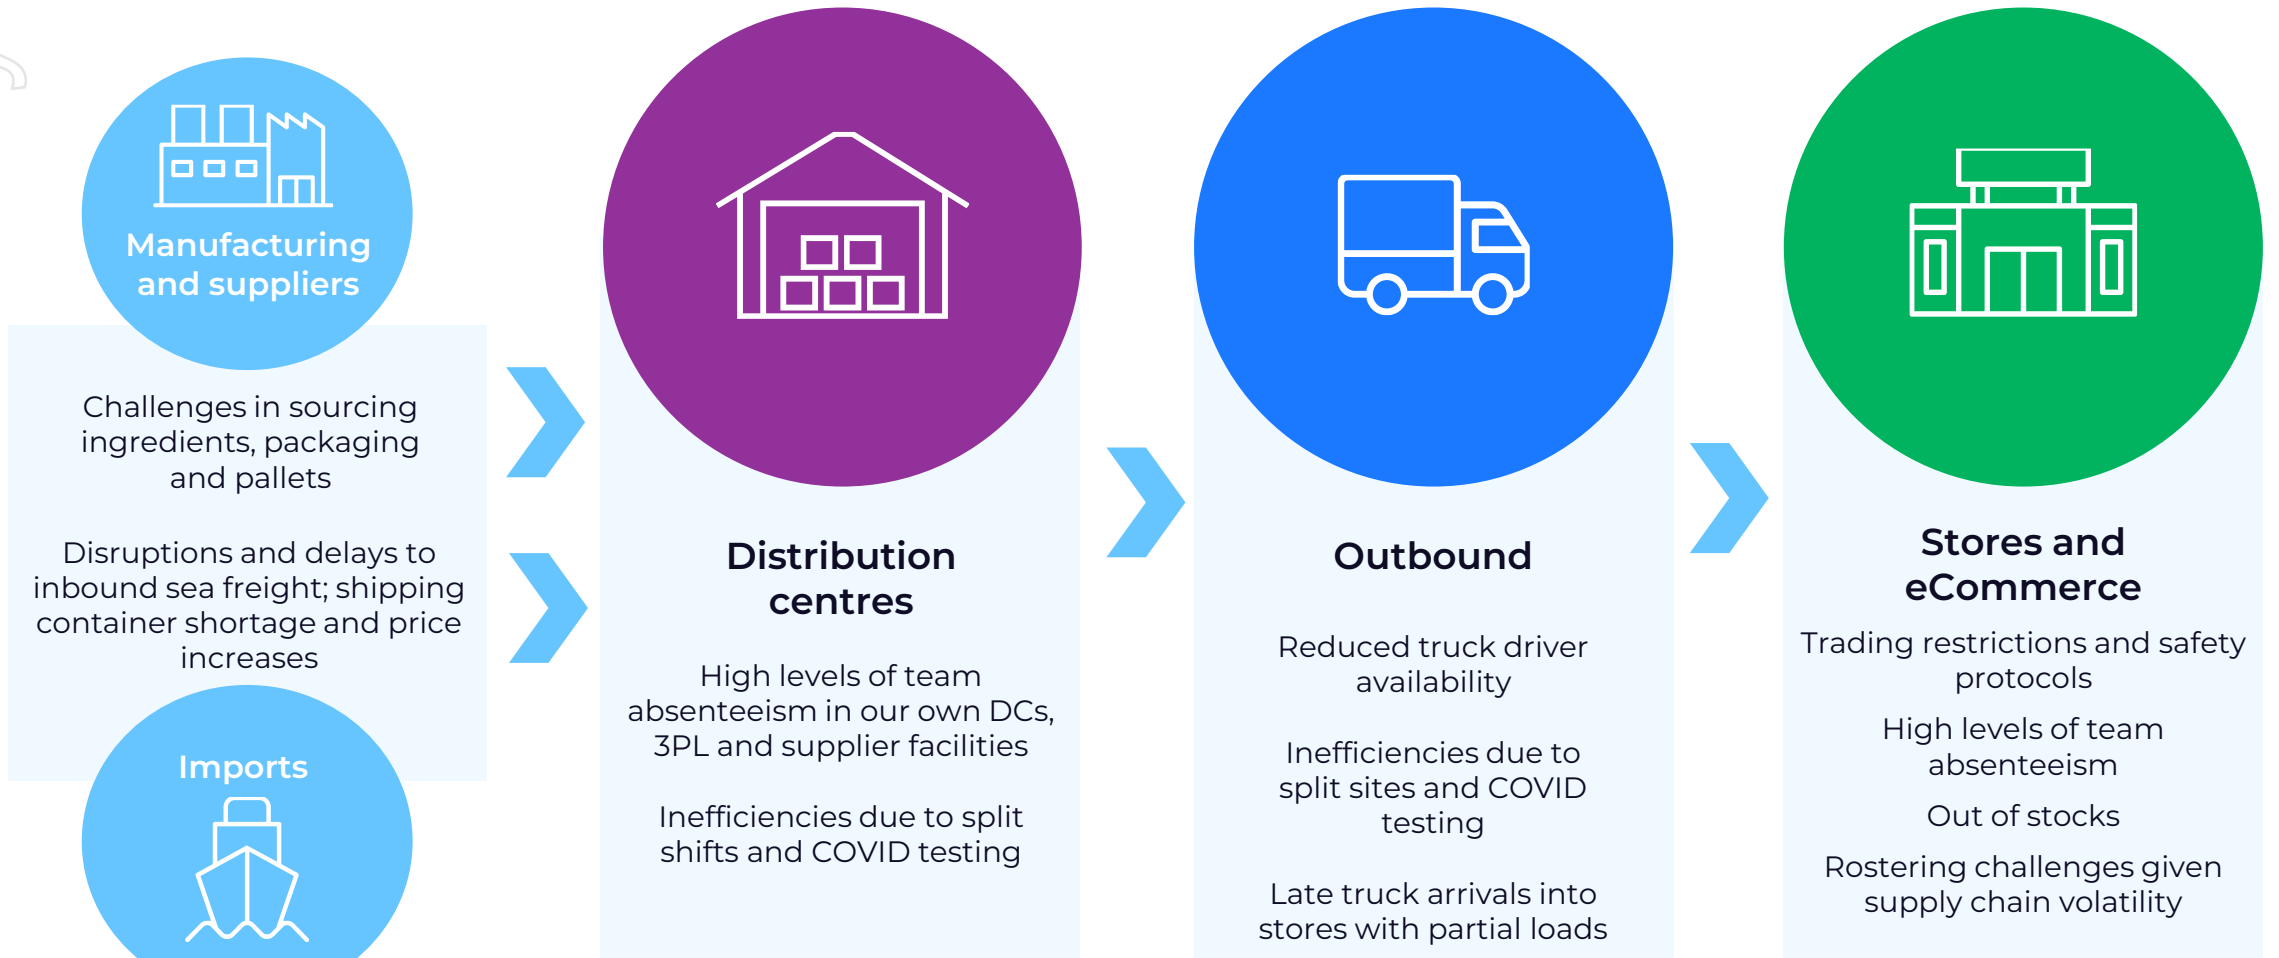 Manufacturing
and suppliers
Challenges in sourcing
ingredients, packaging
and pallets
Disruptions and delays to
inbound sea freight; shipping
container shortage and price
increases
Imports
Distribution
centres
High levels of team
absenteeism in our own DCs,
3PL and supplier facilities
Inefficiencies due to split
shifts and COVID testing
Outbound
Reduced truck driver
availability
Inefficiencies due to
split sites and COVID
testing
Late truck arrivals into
stores with partial loads
Stores and
eCommerce
Trading restrictions and safety
protocols
High levels of team
absenteeism
Out of stocks
Rostering challenges given
supply chain volatility